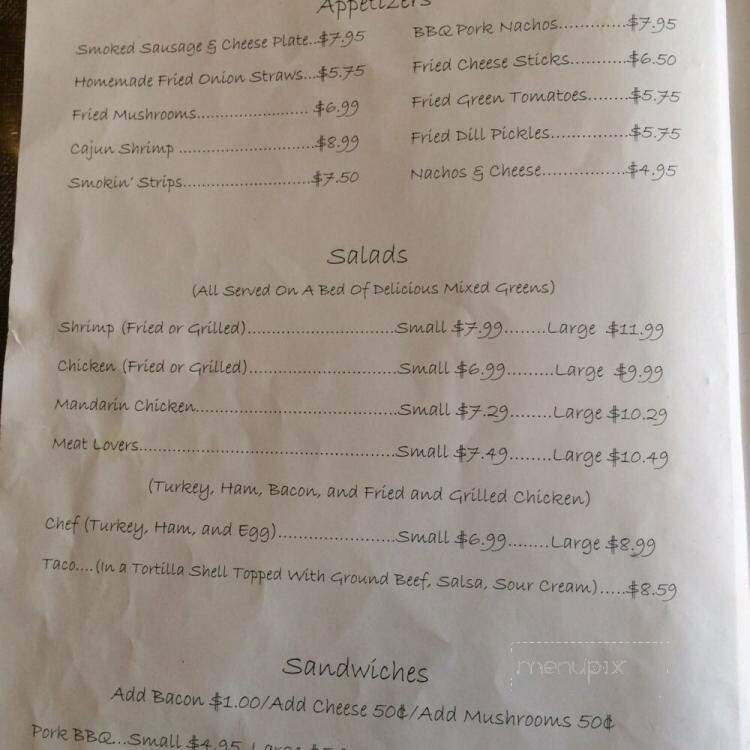 Appetizers
Smoked Sausage & Cheese Plate..$7.95
Homemade Fried Onion Straws...$5.75
Fried Mushrooms........................... $6.99
Cajun Shrimp ...........................$8.99
Smokin' Strips.............................$7.50
BBQ Pork Nachos..............$7.95
Fried Cheese Sticks............$6.50
Fried Green Tomatoes........$5.75
Fried Dill Pickles.................$5.75
Nachos & Cheese..................$4.95
Salads
(All Served On A Bed Of Delicious Mixed Greens)
Shrimp (Fried or Grilled)................................Small $7.99........Large $11.99
Chicken (Fried or Grilled)................................Small $6.99.........Large $9.99
Mandarin Chicken...........................................Small $7.29........Large $10.29
Meat Lovers.......................................................Small $7.49........Large $10.49
(Turkey, Ham, Bacon, and Fried and Grilled Chicken)
Chef (Turkey, Ham, and Egg).........................Small $6.99........Large $8.99
Taco....(In a Tortilla Shell Topped With Ground Beef, Salsa, Sour Cream).....$8.59
Sandwiches
Add Bacon $1.00/Add Cheese 50¢/Add Mushrooms 50¢
Pork BBQ...Small $4.95 Large
menupix